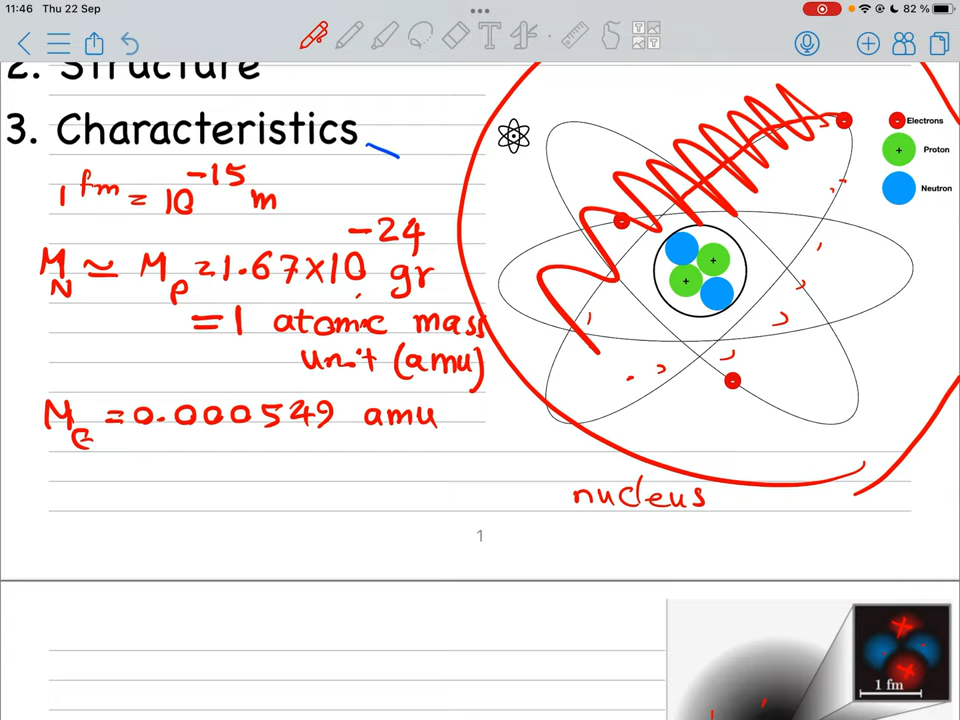 11:46 Thu 22 Sep
82 %
2. Structure
3. Characteristics
1 fm = 10^-15 m
M_N ≃ M_p = 1.67×10^-24 gr
= 1 atomic mass
unit (amu)
M_e = 0.000549 amu
- Electrons
+ Proton
Neutron
+
+
-
-
-
nucleus
1
1 fm